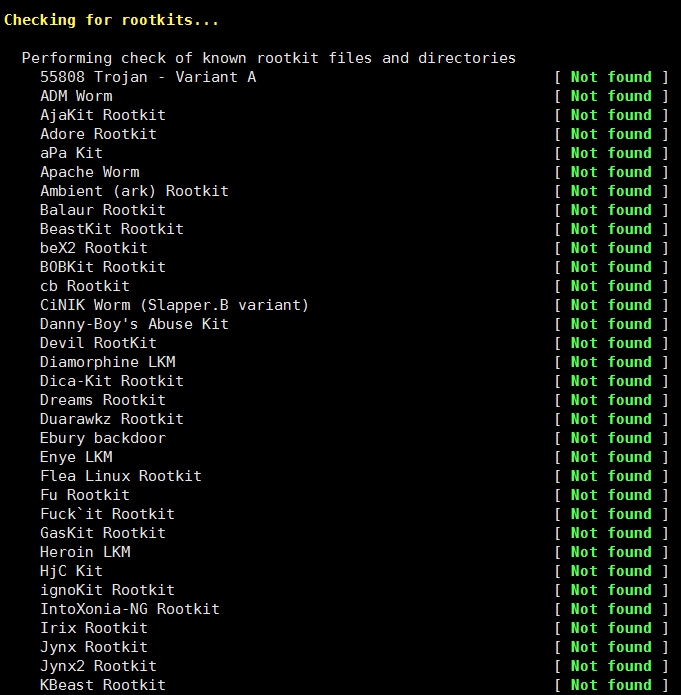 Checking for rootkits...
Performing check of known rootkit files and directories
55808 Trojan - Variant A [ Not found ]
ADM Worm [ Not found ]
AjaKit Rootkit [ Not found ]
Adore Rootkit [ Not found ]
aPa Kit [ Not found ]
Apache Worm [ Not found ]
Ambient (ark) Rootkit [ Not found ]
Balaur Rootkit [ Not found ]
BeastKit Rootkit [ Not found ]
beX2 Rootkit [ Not found ]
BOBKit Rootkit [ Not found ]
cb Rootkit [ Not found ]
CiNIK Worm (Slapper.B variant) [ Not found ]
Danny-Boy's Abuse Kit [ Not found ]
Devil RootKit [ Not found ]
Diamorphine LKM [ Not found ]
Dica-Kit Rootkit [ Not found ]
Dreams Rootkit [ Not found ]
Duarawkz Rootkit [ Not found ]
Ebury backdoor [ Not found ]
Enye LKM [ Not found ]
Flea Linux Rootkit [ Not found ]
Fu Rootkit [ Not found ]
Fuck`it Rootkit [ Not found ]
GasKit Rootkit [ Not found ]
Heroin LKM [ Not found ]
HjC Kit [ Not found ]
ignoKit Rootkit [ Not found ]
IntoXonia-NG Rootkit [ Not found ]
Irix Rootkit [ Not found ]
Jynx Rootkit [ Not found ]
Jynx2 Rootkit [ Not found ]
KBeast Rootkit [ Not found ]